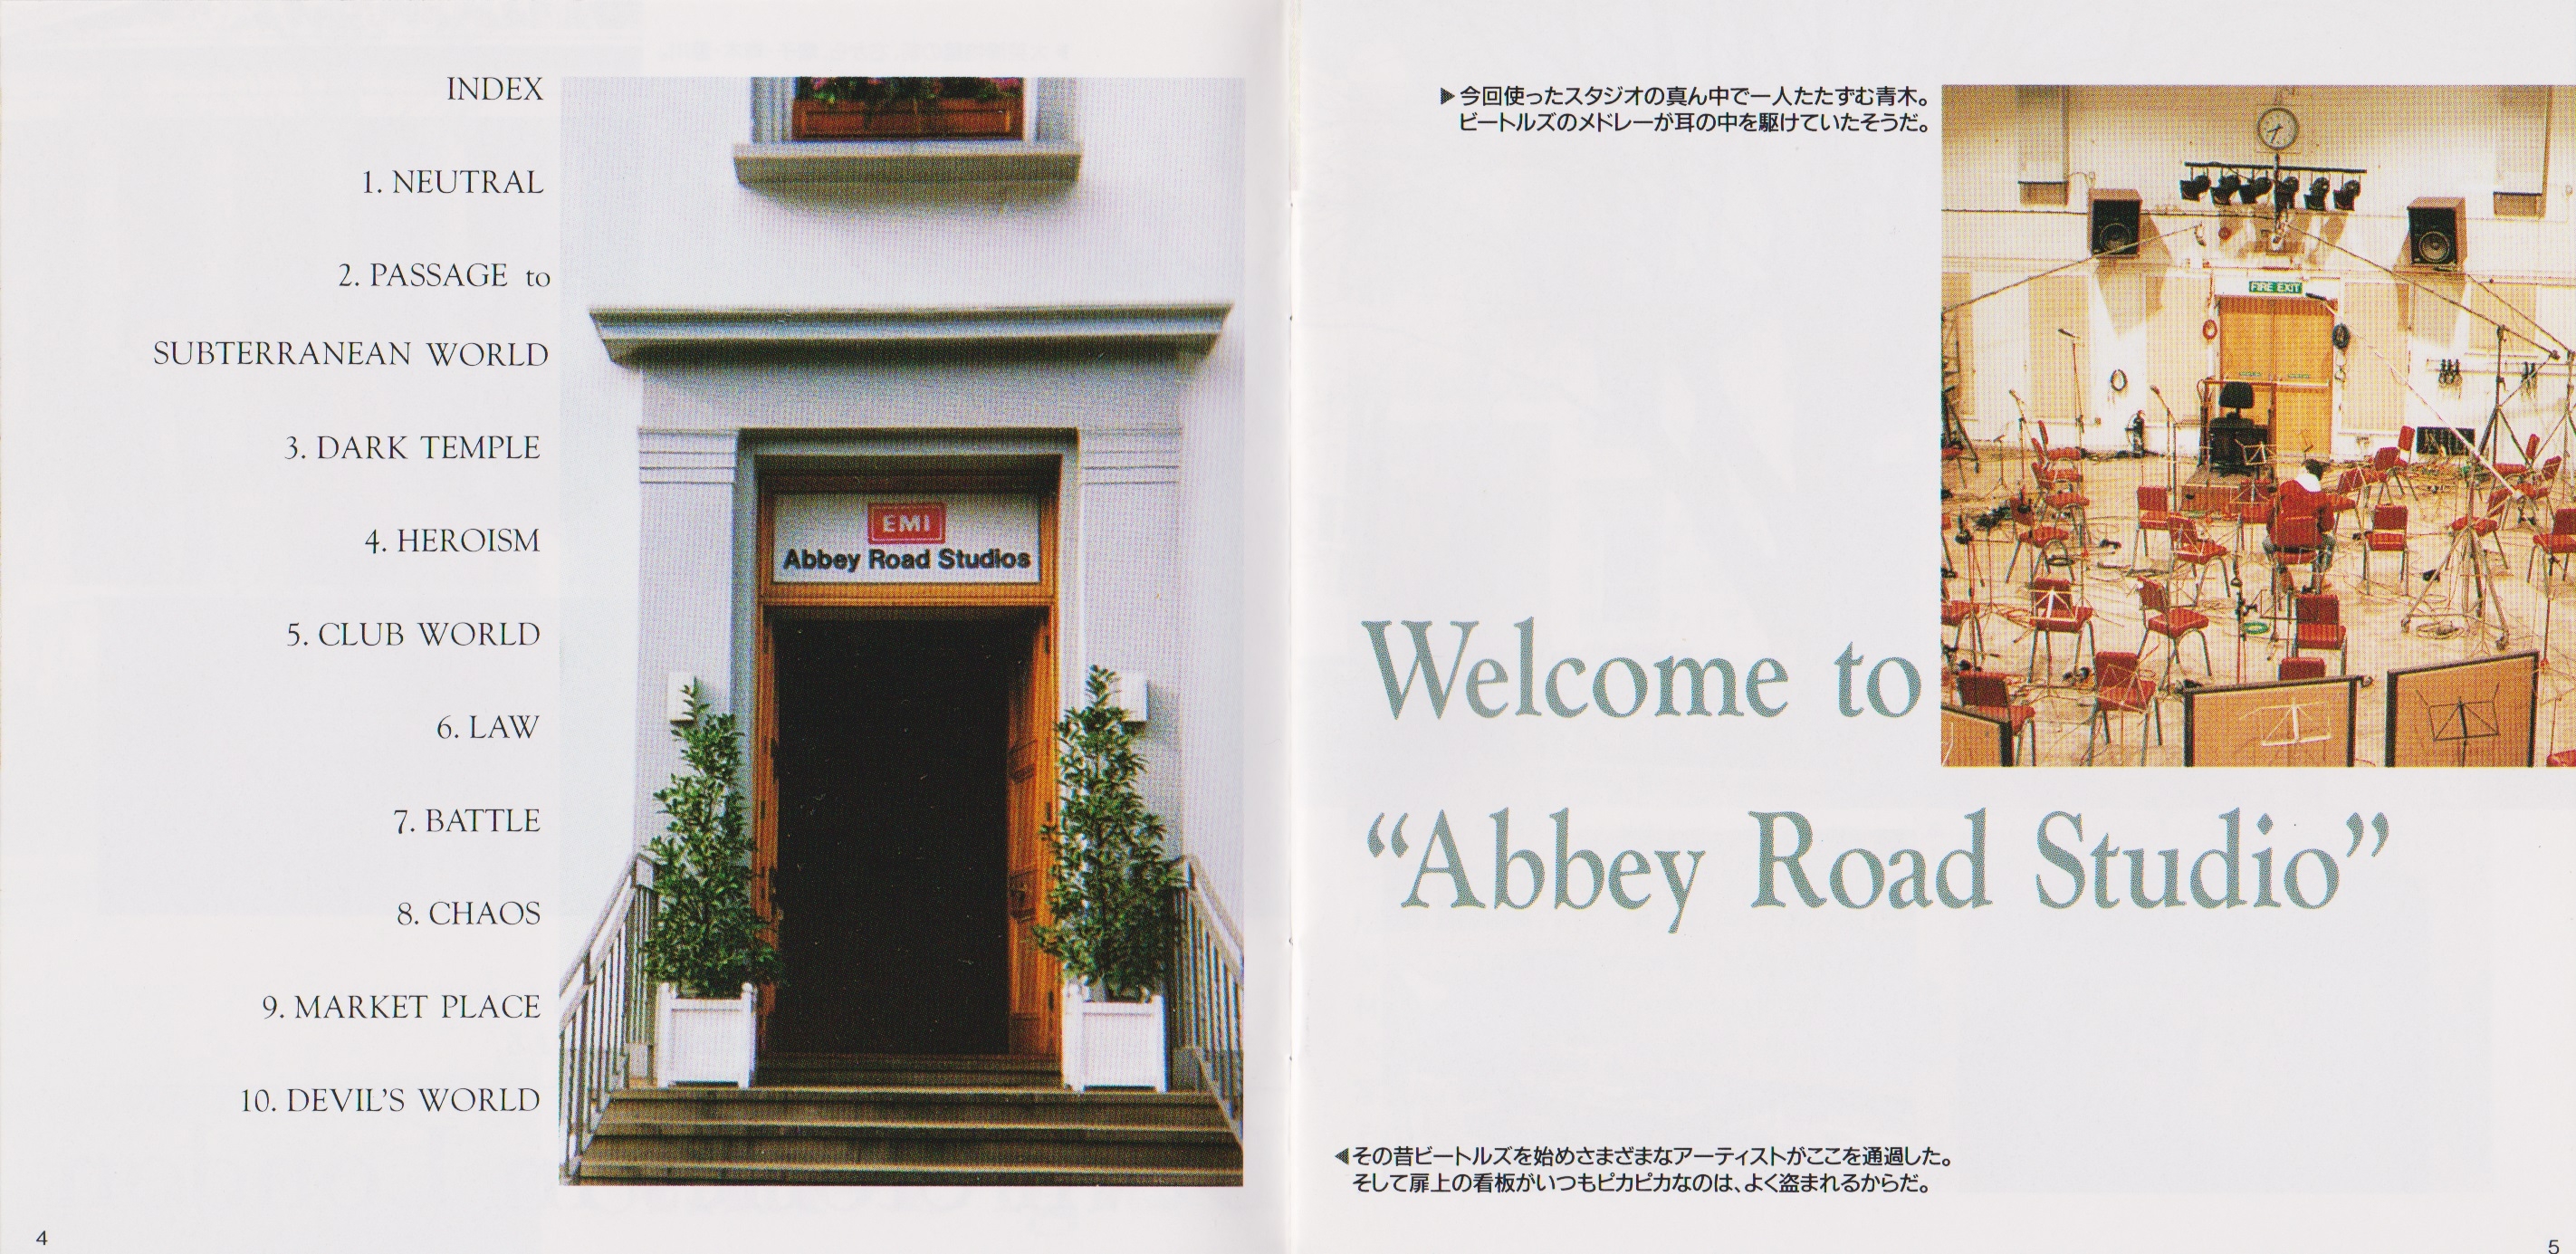 INDEX
1. NEUTRAL
2. PASSAGE to
SUBTERRANEAN WORLD
3. DARK TEMPLE
4. HEROISM
5. CLUB WORLD
6. LAW
7. BATTLE
8. CHAOS
9. MARKET PLACE
10. DEVIL'S WORLD
4
EMI
Abbey Road Studios
▶今回使ったスタジオの真ん中で一人たたずむ青木。
ビートルズのメドレーが耳の中を駆けていたそうだ。
FIRE EXIT
Welcome to
“Abbey Road Studio”
◀その昔ビートルズを始めさまざまなアーティストがここを通過した。
そして扉上の看板がいつもピカピカなのは、よく盗まれるからだ。
5